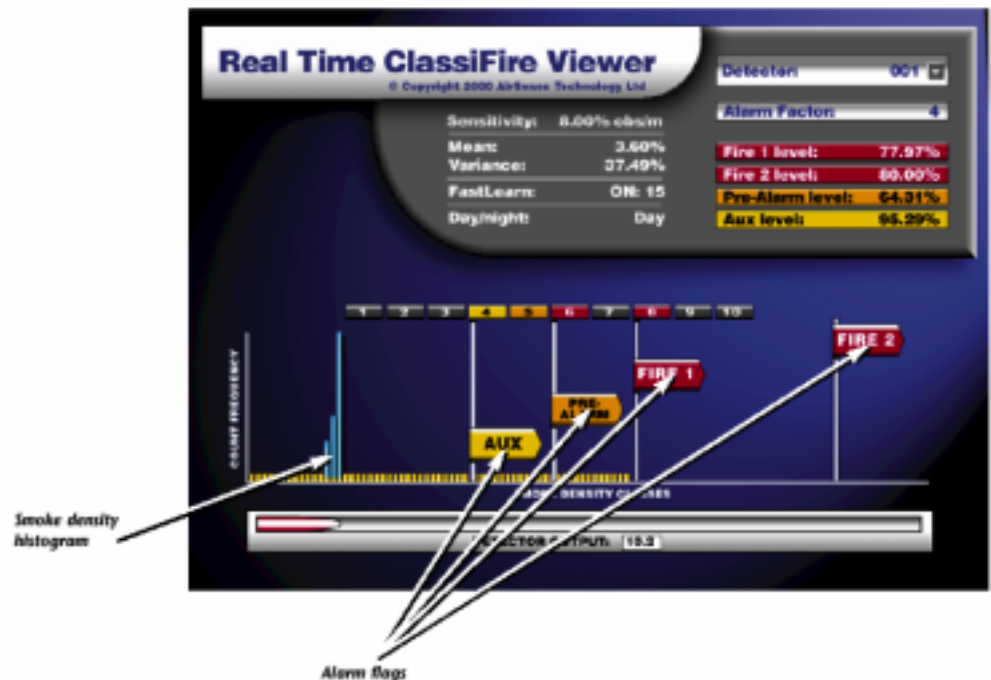 Real Time ClassiFire Viewer
© Copyright 2000 AirSense Technology Ltd
Detector: 001
Alarm Factor: 4
Sensitivity: 8.00% obs/m
Mean: 3.60%
Variance: 37.49%
FastLearn: ON: 15
Day/night: Day
Fire 1 level: 77.97%
Fire 2 level: 80.00%
Pre-Alarm level: 64.31%
Aux level: 95.29%
1 2 3 4 5 6 7 8 9 10
FIRE 2
FIRE 1
PRE-
ALARM
AUX
COUNT FREQUENCY
SMOKE DENSITY CLASSES
DETECTOR OUTPUT: 10.2
Smoke density
histogram
Alarm flags